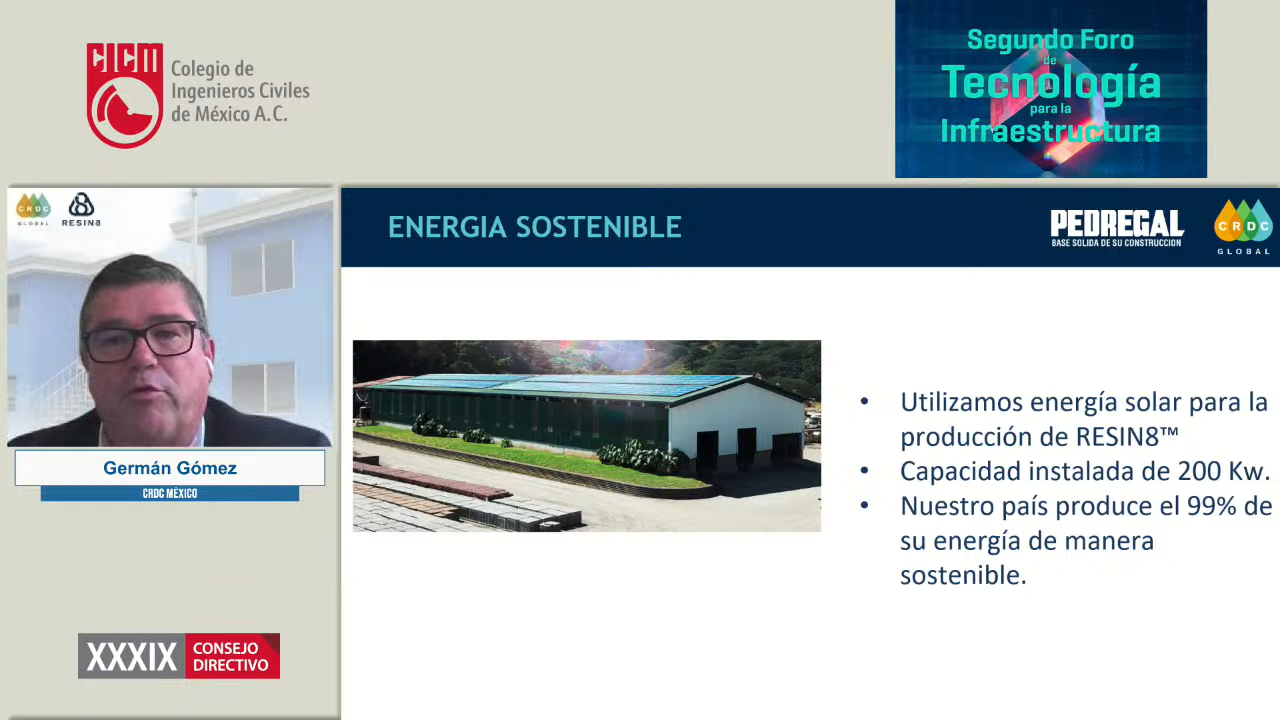 CICM
Colegio de
Ingenieros Civiles
de México A.C.
Segundo Foro
de
Tecnología
para la
Infraestructura
CRDC
GLOBAL
RESIN8
ENERGIA SOSTENIBLE
PEDREGAL
BASE SOLIDA DE SU CONSTRUCCION
CRDC
GLOBAL
• Utilizamos energía solar para la
producción de RESIN8™
• Capacidad instalada de 200 Kw.
• Nuestro país produce el 99% de
su energía de manera
sostenible.
Germán Gómez
CRDC MÉXICO
XXXIX
CONSEJO
DIRECTIVO